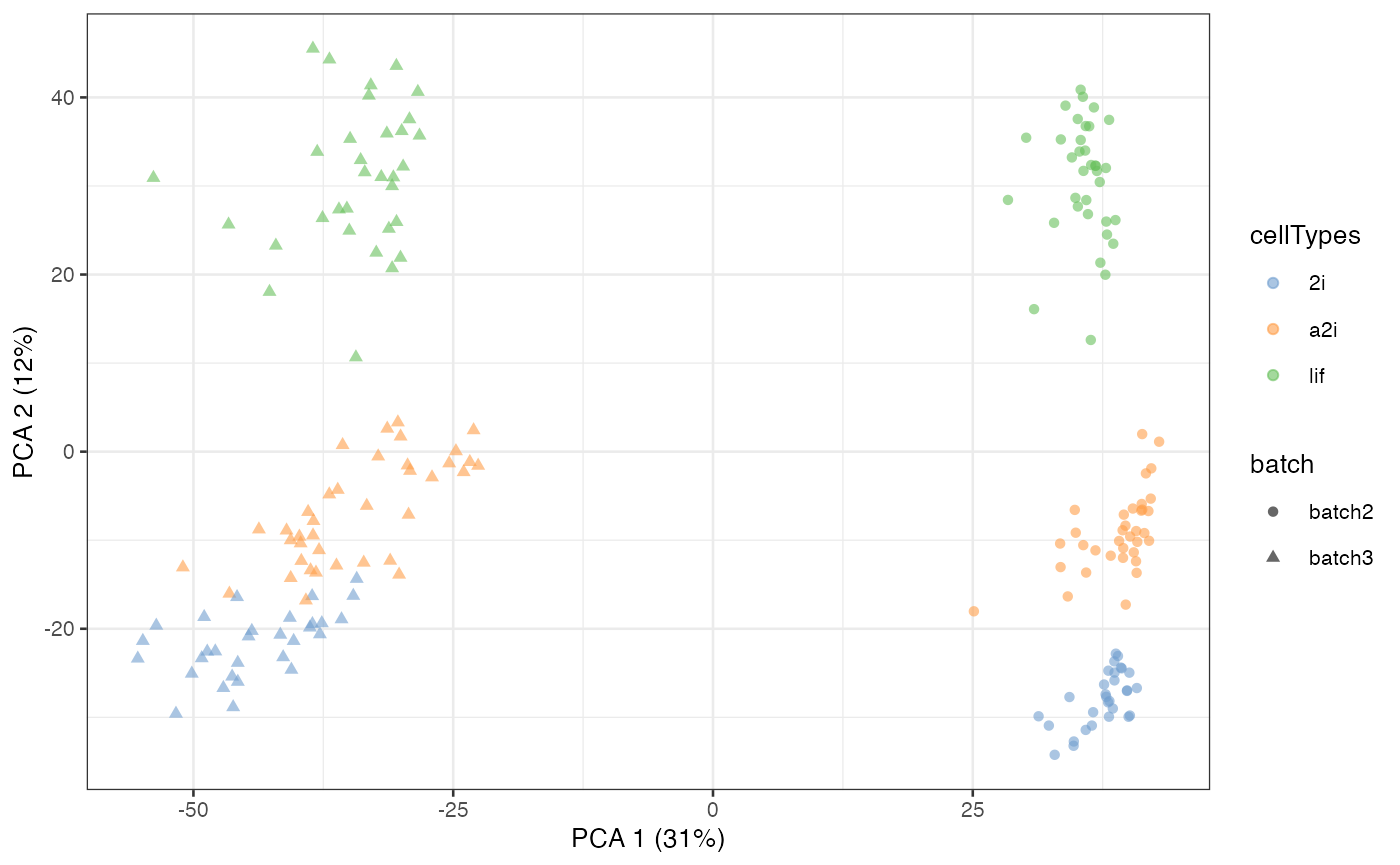 PCA 2 (12%)
40
20
0
-20
-50
-25
0
25
PCA 1 (31%)
cellTypes
2i
a2i
lif
batch
batch2
batch3